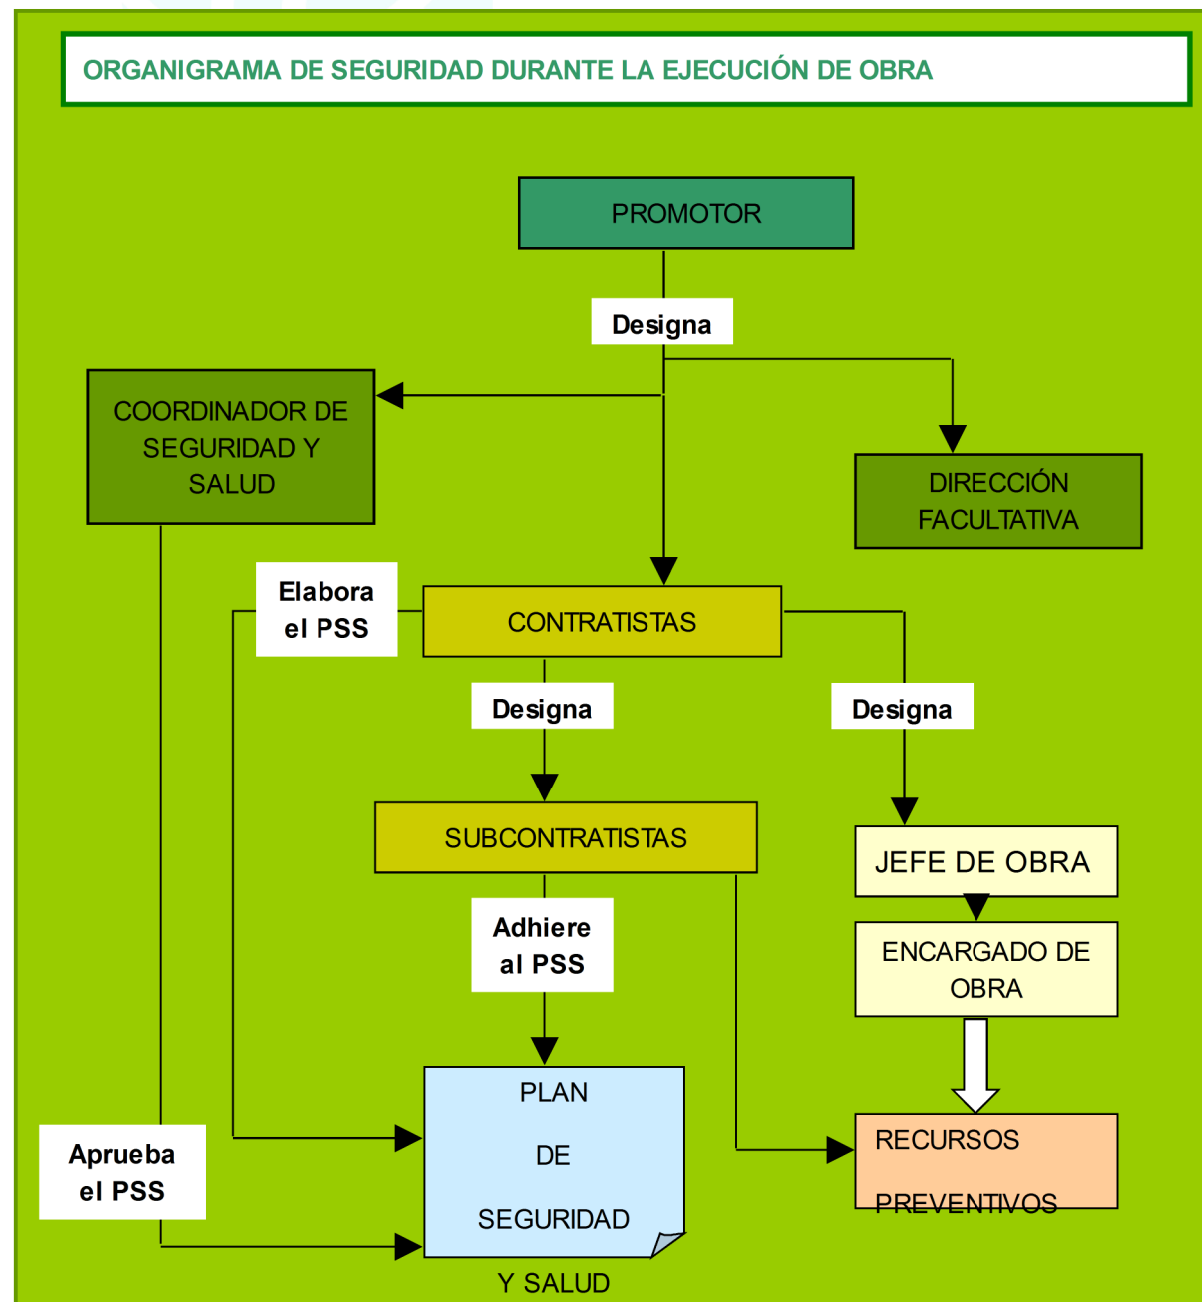 ORGANIGRAMA DE SEGURIDAD DURANTE LA EJECUCIÓN DE OBRA
PROMOTOR
Designa
COORDINADOR DE
SEGURIDAD Y
SALUD
DIRECCIÓN
FACULTATIVA
Elabora
el PSS
CONTRATISTAS
Designa
Designa
SUBCONTRATISTAS
JEFE DE OBRA
Adhiere
al PSS
ENCARGADO DE
OBRA
PLAN
DE
SEGURIDAD
Y SALUD
RECURSOS
PREVENTIVOS
Aprueba
el PSS